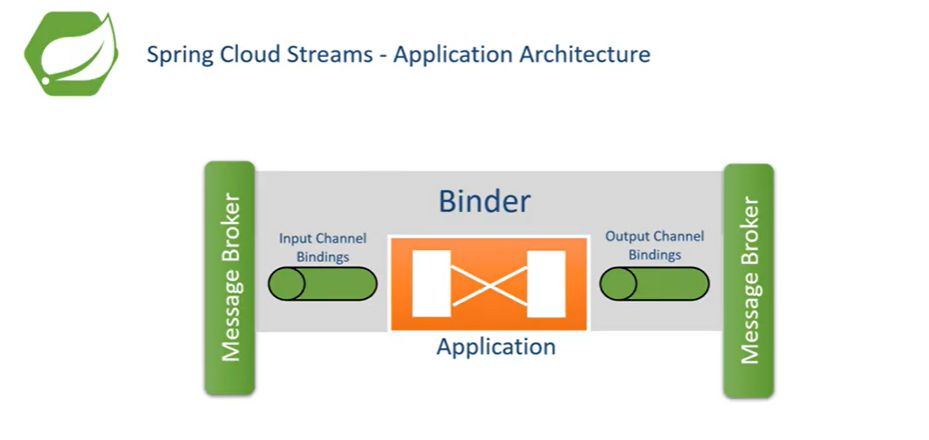 Spring Cloud Streams - Application Architecture
Message Broker
Binder
Input Channel
Bindings
Output Channel
Bindings
Application
Message Broker